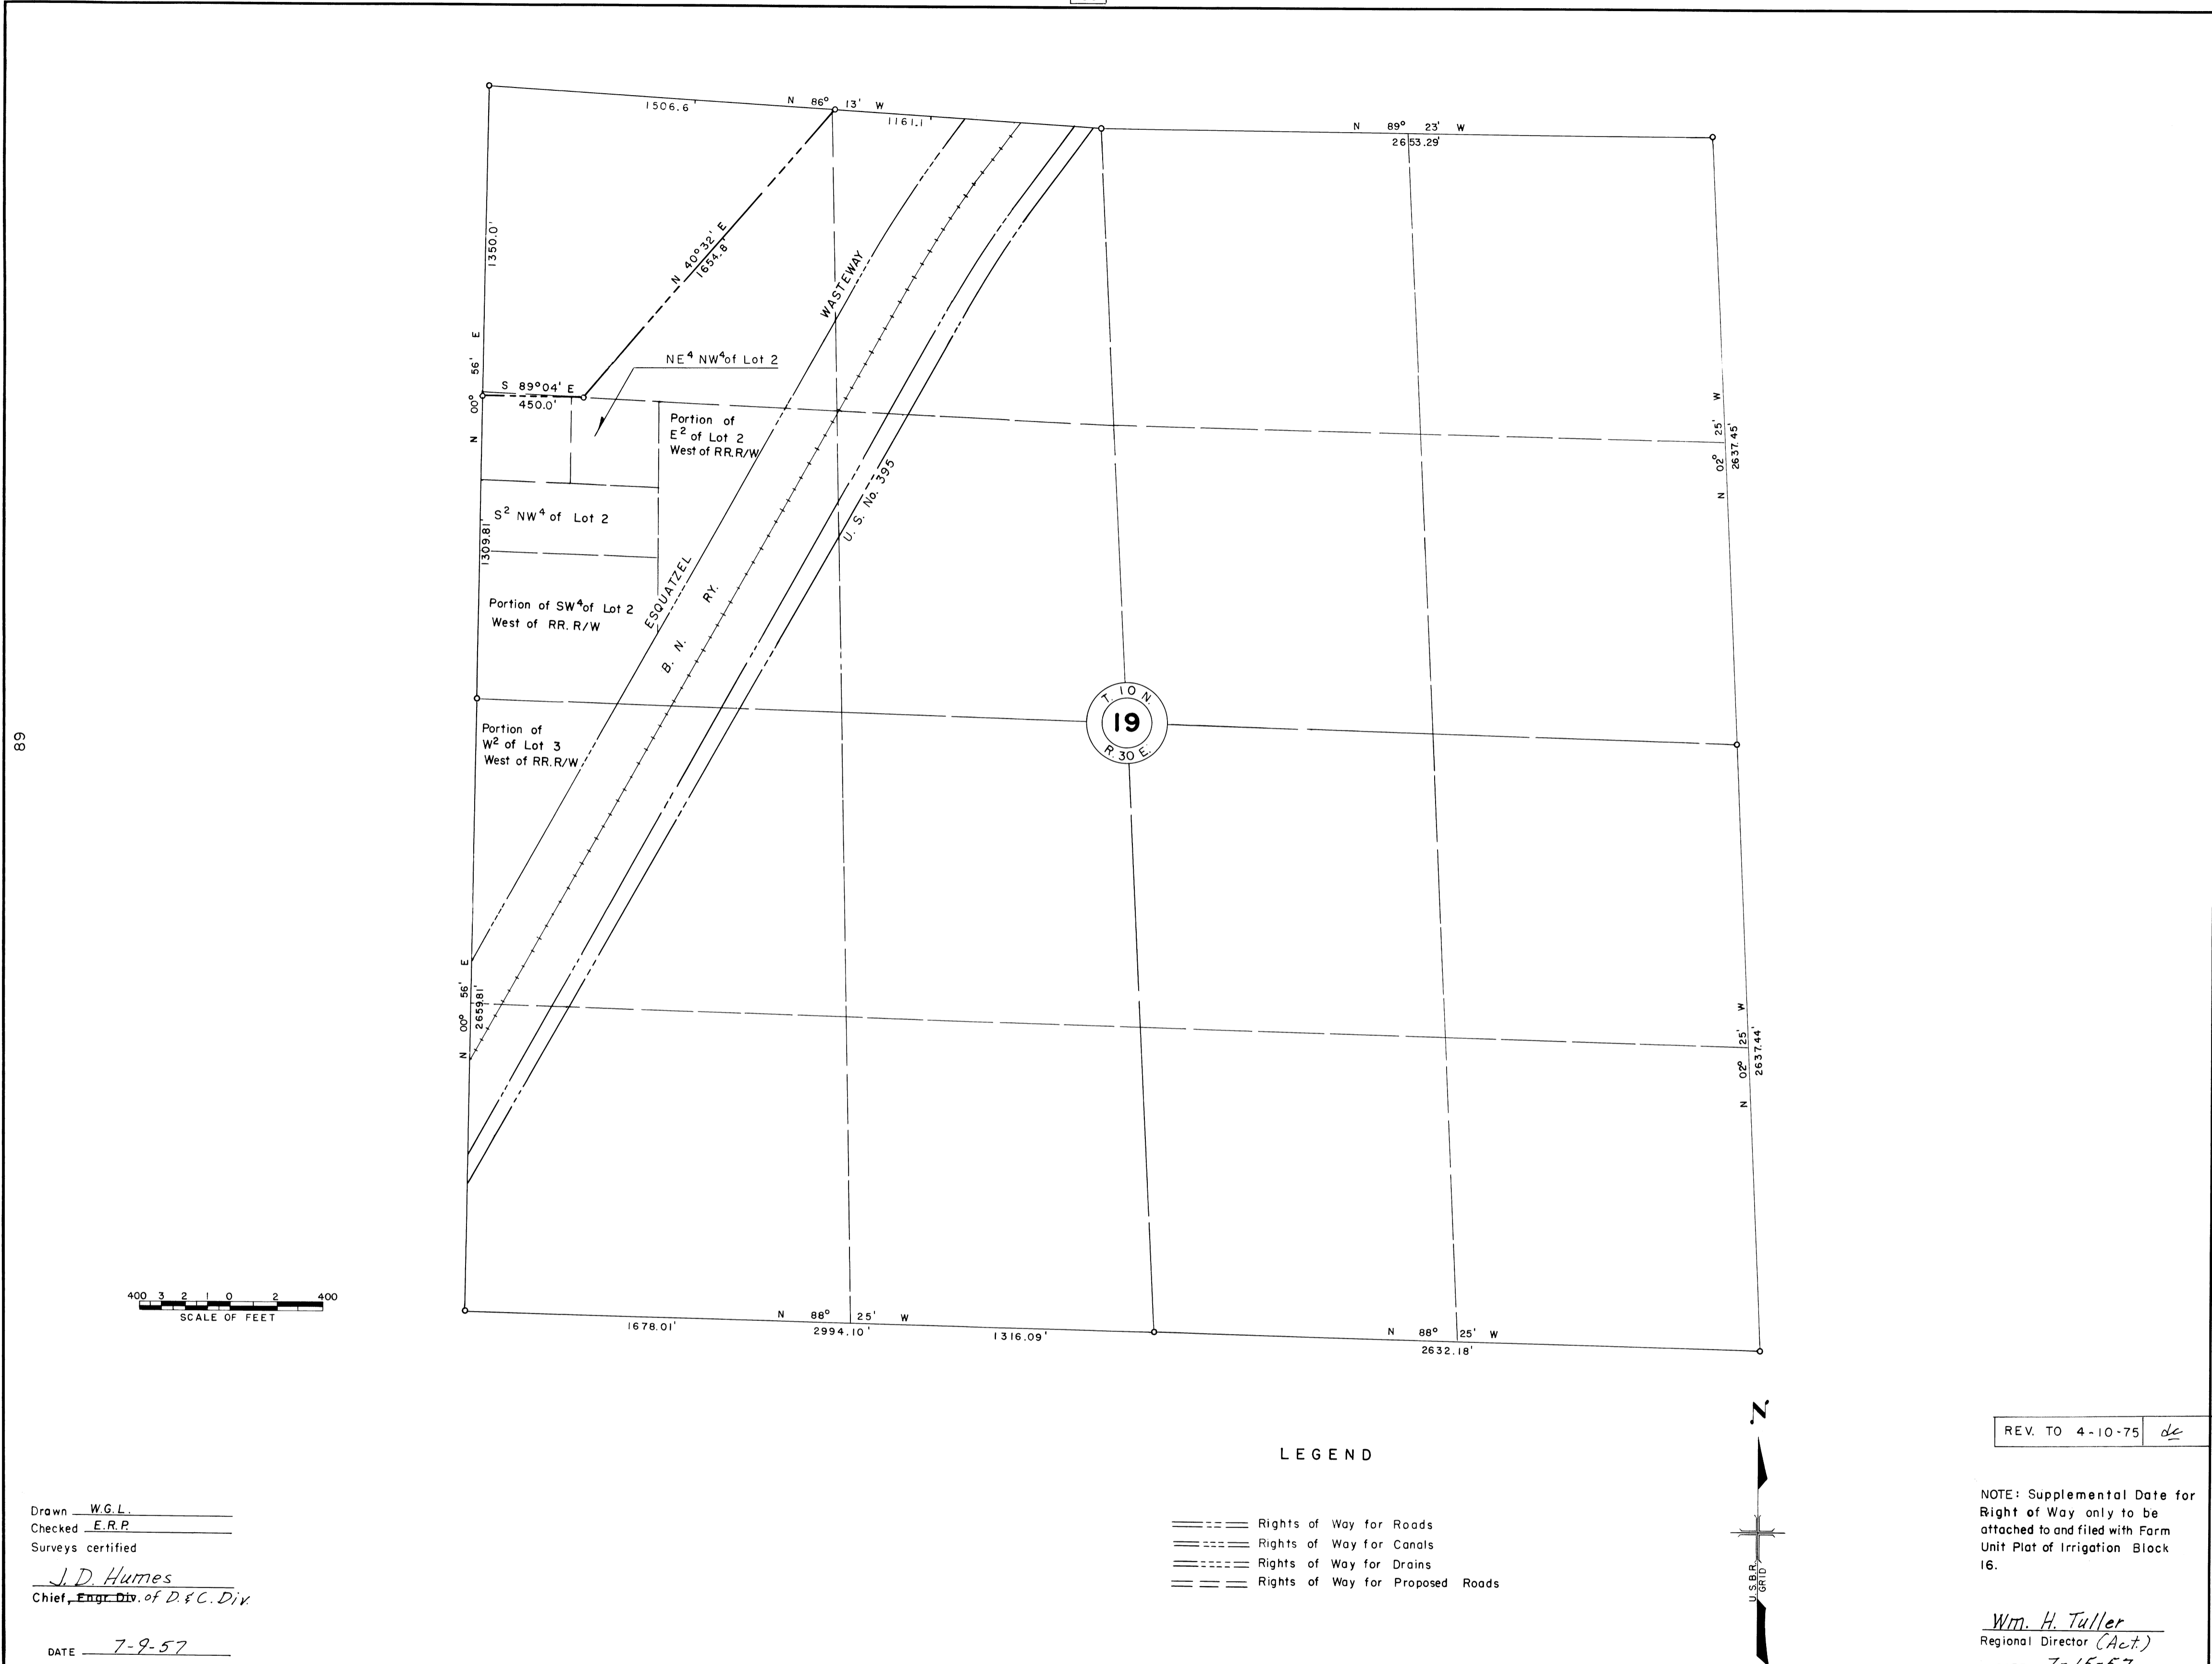 1506.6'
N 86° 13' W
1161.1'
N 89° 23' W
2653.29'
1350.0'
N 40°32' E
1654.8'
WASTEWAY
NE⁴ NW⁴ of Lot 2
N 00° 56' E
S 89°04' E
450.0'
Portion of
E² of Lot 2
West of RR. R/W
N 02° 25' W
2637.45'
U. S. No. 395
S² NW⁴ of Lot 2
1309.81
ESQUATZEL
B. N. RY.
Portion of SW⁴ of Lot 2
West of RR. R/W
T. 10 N.
19
R. 30 E.
Portion of
W² of Lot 3
West of RR. R/W
89
N 00° 56' E
2659.81'
N 02° 25' W
2637.44'
400 3 2 1 0 2 400
SCALE OF FEET
N 88° 25' W
1678.01'
2994.10'
1316.09'
N 88° 25' W
2632.18'
LEGEND
Rights of Way for Roads
Rights of Way for Canals
Rights of Way for Drains
Rights of Way for Proposed Roads
N
U.S.B.R.
GRID
REV. TO 4-10-75 de
NOTE: Supplemental Date for
Right of Way only to be
attached to and filed with Farm
Unit Plat of Irrigation Block
16.
Wm. H. Tuller
Regional Director (Act.)
7-15-57
Drawn W.G.L.
Checked E.R.P.
Surveys certified
J. D. Humes
Chief, Engr. Div. of D. & C. Div.
DATE 7-9-57